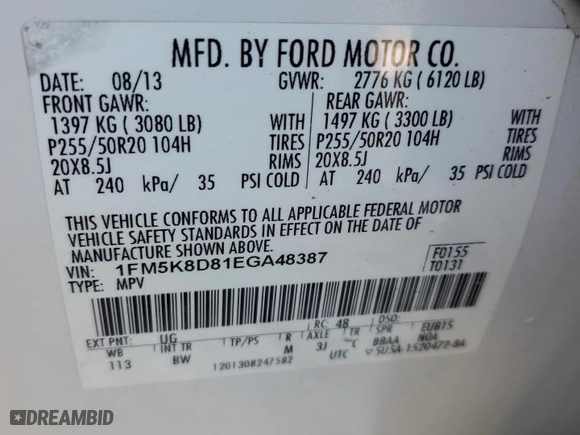 MFD. BY FORD MOTOR CO.
DATE: 08/13 GVWR: 2776 KG ( 6120 LB)
FRONT GAWR: REAR GAWR:
1397 KG ( 3080 LB) WITH 1497 KG ( 3300 LB) WITH
P255/50R20 104H TIRES P255/50R20 104H TIRES
20X8.5J RIMS 20X8.5J RIMS
AT 240 kPa/ 35 PSI COLD AT 240 kPa/ 35 PSI COLD
THIS VEHICLE CONFORMS TO ALL APPLICABLE FEDERAL MOTOR
VEHICLE SAFETY STANDARDS IN EFFECT ON THE DATE OF
MANUFACTURE SHOWN ABOVE.
VIN: 1FM5K8D81EGA48387 F0155
TYPE: MPV T0131
EXT PNT: UG RC: 48 DSO:
WB INT TR TP/PS R AXLE TR SPR EUB15
113 BW M 3J C BBAA NOA
120130B247582 UTC
DREAMBID